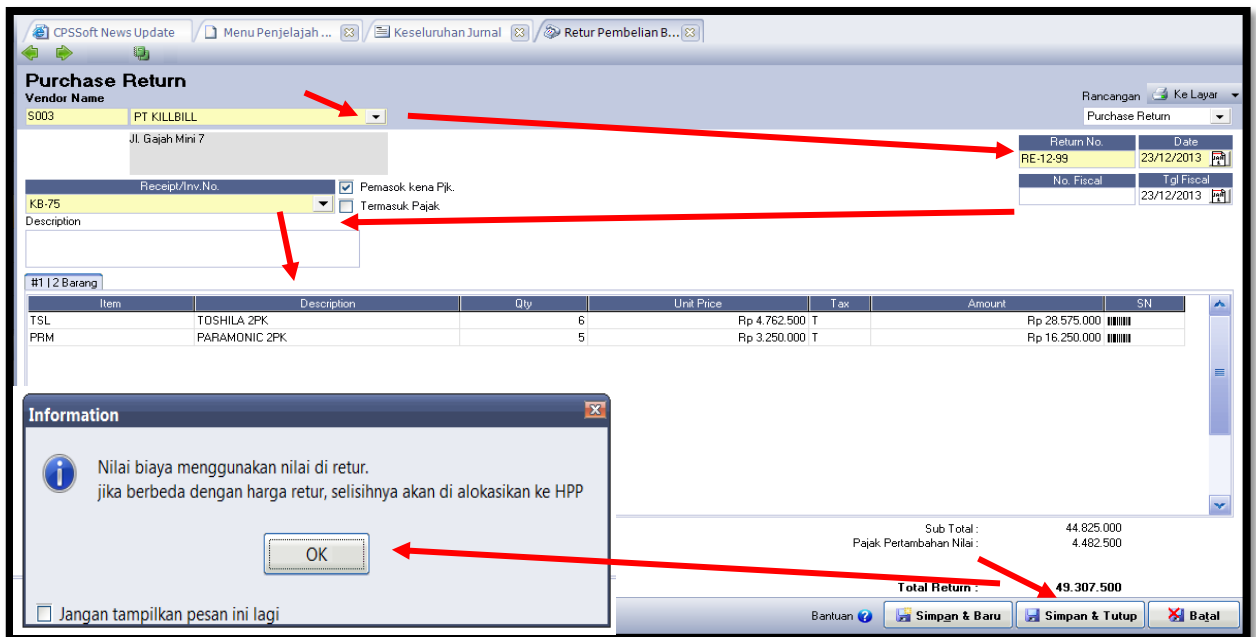 CPSSoft News Update
Menu Penjelajah ...
Keseluruhan Jurnal
Retur Pembelian B...
Purchase Return
Vendor Name
Rancangan
Ke Layar
S003 PT KILLBILL
Purchase Return
Jl. Gajah Mini 7
Return No. Date
RE-12-99 23/12/2013
Receipt/Inv.No.
Pemasok kena Pjk.
No. Fiscal Tgl Fiscal
KB-75
Termasuk Pajak
23/12/2013
Description
#1 | 2 Barang
Item Description Qty Unit Price Tax Amount SN
TSL TOSHILA 2PK 6 Rp 4.762.500 T Rp 28.575.000
PRM PARAMONIC 2PK 5 Rp 3.250.000 T Rp 16.250.000
Information
Nilai biaya menggunakan nilai di retur.
jika berbeda dengan harga retur, selisihnya akan di alokasikan ke HPP
OK
Jangan tampilkan pesan ini lagi
Sub Total : 44.825.000
Pajak Pertambahan Nilai : 4.482.500
Total Return : 49.307.500
Bantuan
Simpan & Baru
Simpan & Tutup
Batal